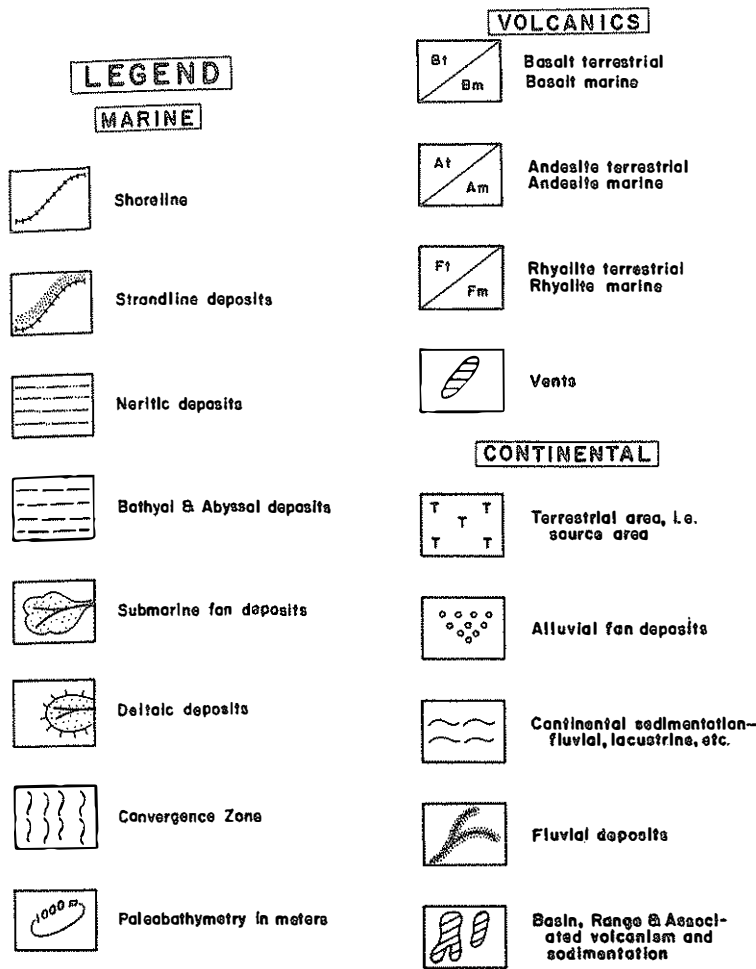 LEGEND
MARINE
Shoreline
Strandline deposits
Neritic deposits
Bathyal & Abyssal deposits
Submarine fan deposits
Deltaic deposits
Convergence Zone
1000 m
Paleobathymetry in meters
VOLCANICS
Bt
Bm
Basalt terrestrial
Basalt marine
At
Am
Andesite terrestrial
Andesite marine
Ft
Fm
Rhyolite terrestrial
Rhyolite marine
Vents
CONTINENTAL
T T
T
T T
Terrestrial area, i.e.
source area
Alluvial fan deposits
Continental sedimentation—
fluvial, lacustrine, etc.
Fluvial deposits
Basin, Range & Associ-
ated volcanism and
sedimentation